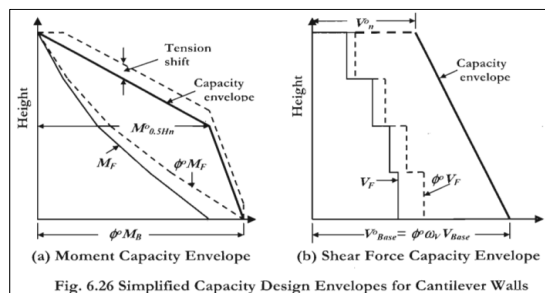 V°n
Tension
shift
Capacity
envelope
Capacity
envelope
Height
Height
M°0.5Hn
MF
ϕ°MF
VF
ϕ°VF
ϕ°MB
V°Base= ϕ°ωV VBase
(a) Moment Capacity Envelope
(b) Shear Force Capacity Envelope
Fig. 6.26 Simplified Capacity Design Envelopes for Cantilever Walls